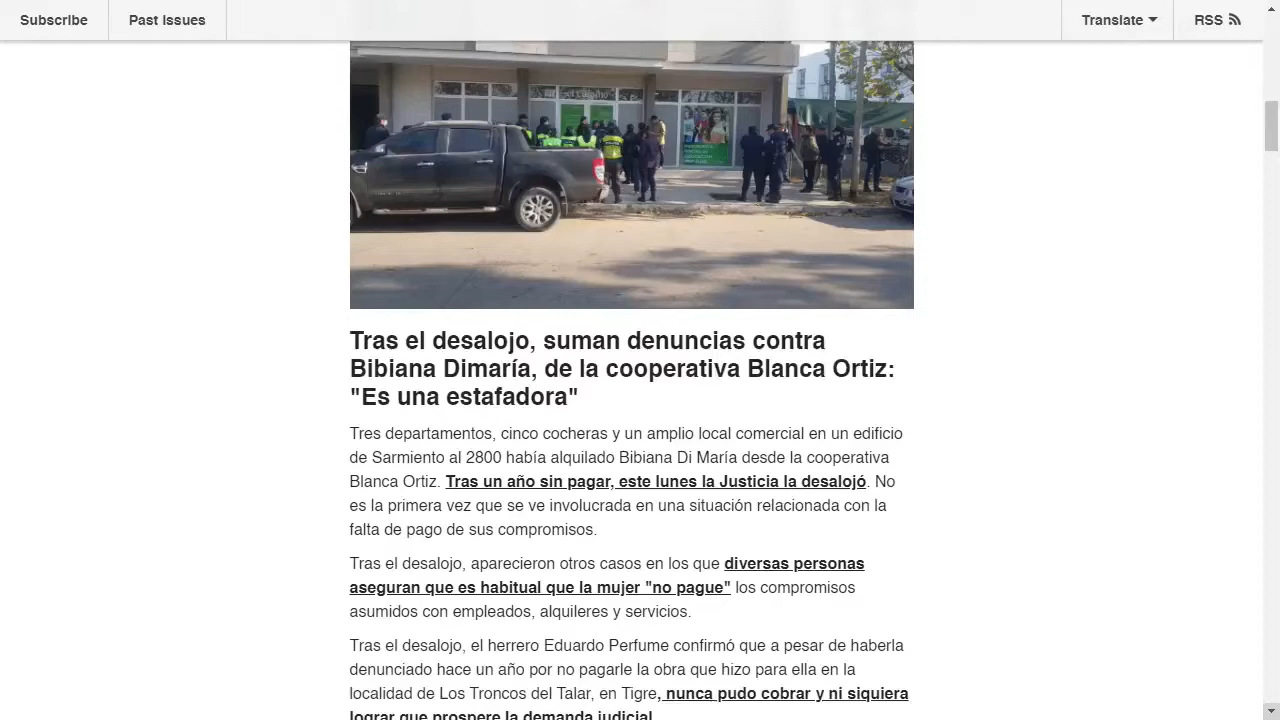 Subscribe
Past Issues
Translate
RSS
Tras el desalojo, suman denuncias contra
Bibiana Dimaría, de la cooperativa Blanca Ortiz:
"Es una estafadora"
Tres departamentos, cinco cocheras y un amplio local comercial en un edificio
de Sarmiento al 2800 había alquilado Bibiana Di María desde la cooperativa
Blanca Ortiz. Tras un año sin pagar, este lunes la Justicia la desalojó. No
es la primera vez que se ve involucrada en una situación relacionada con la
falta de pago de sus compromisos.
Tras el desalojo, aparecieron otros casos en los que diversas personas
aseguran que es habitual que la mujer "no pague" los compromisos
asumidos con empleados, alquileres y servicios.
Tras el desalojo, el herrero Eduardo Perfume confirmó que a pesar de haberla
denunciado hace un año por no pagarle la obra que hizo para ella en la
localidad de Los Troncos del Talar, en Tigre, nunca pudo cobrar y ni siquiera
lograr que prospere la demanda judicial.